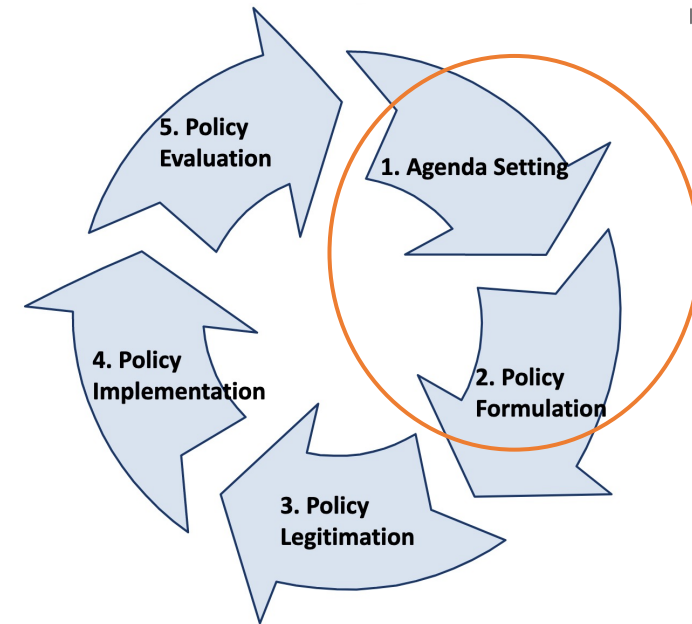 1. Agenda Setting
2. Policy
Formulation
3. Policy
Legitimation
4. Policy
Implementation
5. Policy
Evaluation